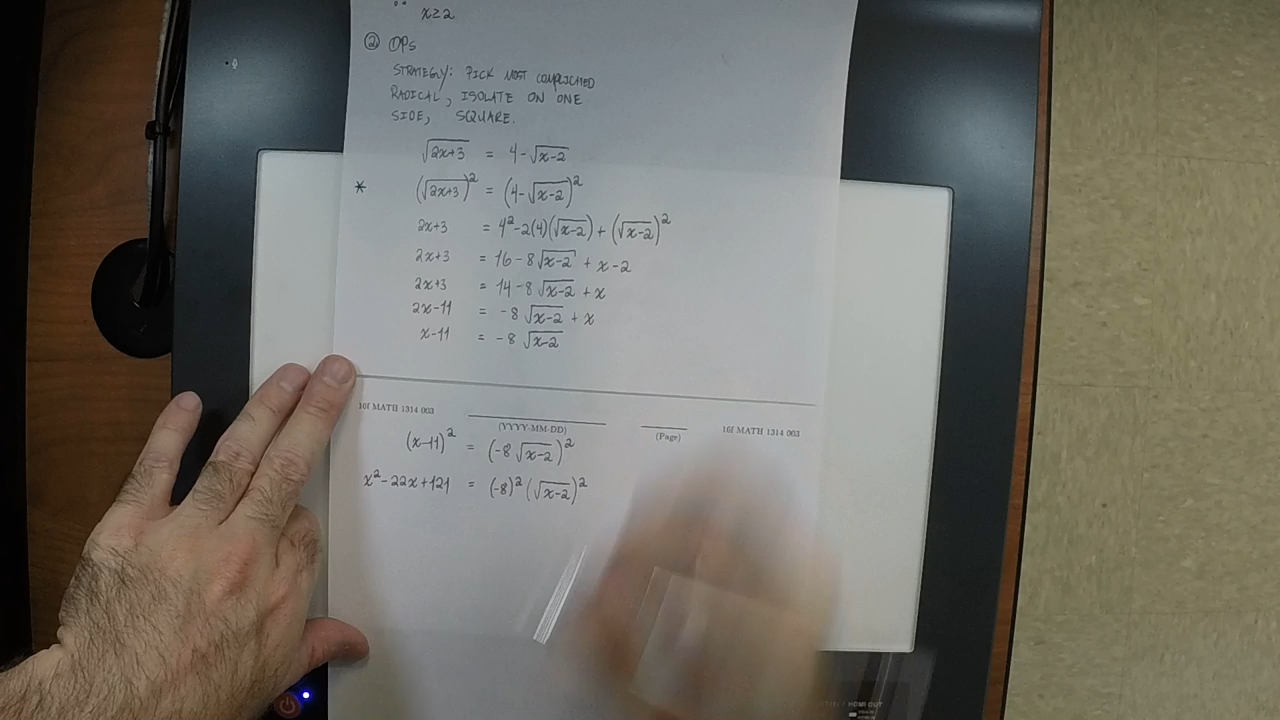 ∴
x≥2
② OPs
STRATEGY: PICK MOST COMPLICATED
RADICAL, ISOLATE ON ONE
SIDE, SQUARE.
√(2x+3) = 4-√(x-2)
* (√(2x+3))² = (4-√(x-2))²
2x+3 = 4²-2(4)(√(x-2)) + (√(x-2))²
2x+3 = 16-8√(x-2) + x-2
2x+3 = 14-8√(x-2) + x
2x-11 = -8√(x-2) + x
x-11 = -8√(x-2)
16f MATH 1314 003 (YYYY-MM-DD) (Page) 16f MATH 1314 003
(x-11)² = (-8√(x-2))²
x²-22x+121 = (-8)²(√(x-2))²